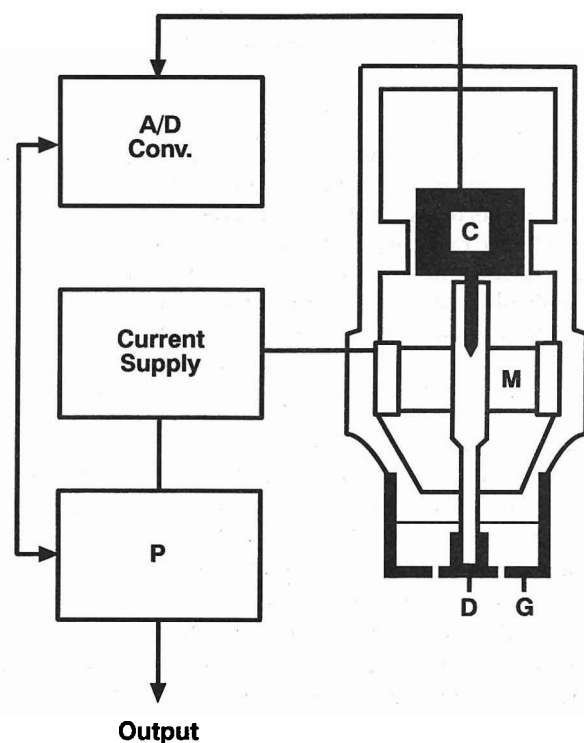 A/D
Conv.
C
Current
Supply
M
P
D G
Output